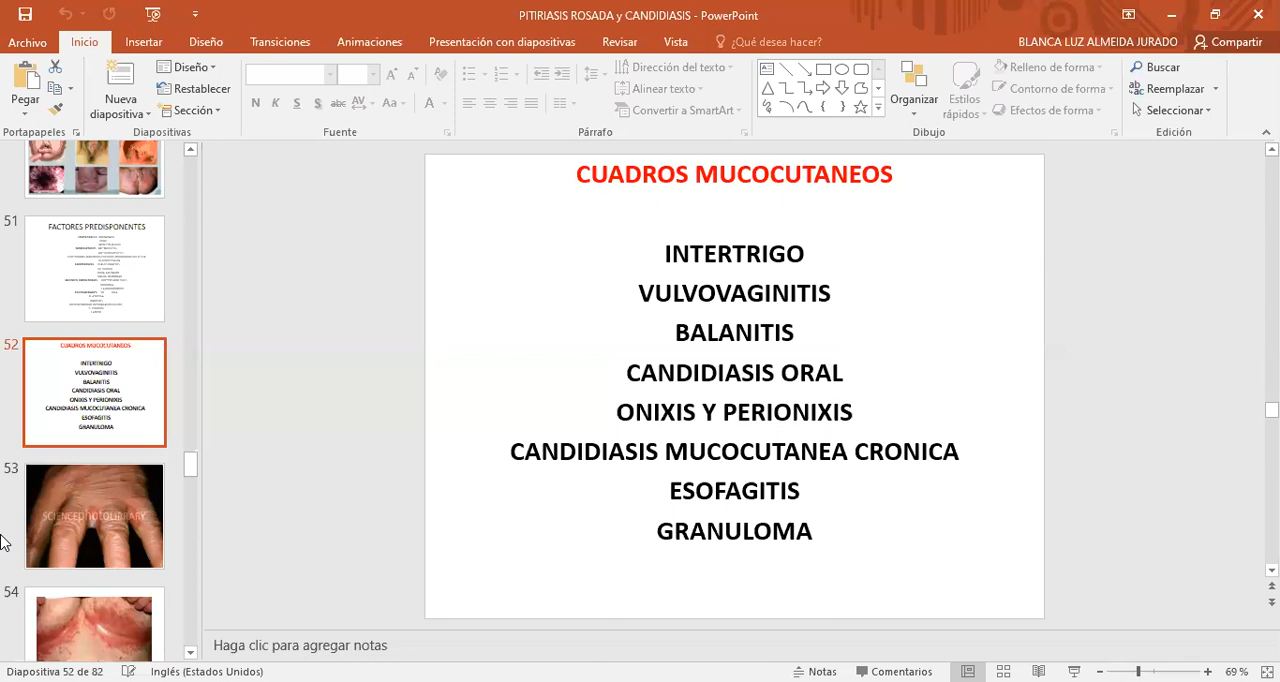 PITIRIASIS ROSADA y CANDIDIASIS - PowerPoint
Archivo Inicio Insertar Diseño Transiciones Animaciones Presentación con diapositivas Revisar Vista ¿Qué desea hacer? BLANCA LUZ ALMEIDA JURADO Compartir
Pegar
Nueva diapositiva
Diseño
Restablecer
Sección
N K S S abc AV Aa A
Dirección del texto
Alinear texto
Convertir a SmartArt
Organizar
Estilos rápidos
Relleno de forma
Contorno de forma
Efectos de forma
Buscar
Reemplazar
Seleccionar
Portapapeles Diapositivas Fuente Párrafo Dibujo Edición
51
FACTORES PREDISPONENTES
52
CUADROS MUCOCUTANEOS
INTERTRIGO
VULVOVAGINITIS
BALANITIS
CANDIDIASIS ORAL
ONIXIS Y PERIONIXIS
CANDIDIASIS MUCOCUTANEA CRONICA
ESOFAGITIS
GRANULOMA
53
SCIENCEphotoLIBRARY
54
CUADROS MUCOCUTANEOS
INTERTRIGO
VULVOVAGINITIS
BALANITIS
CANDIDIASIS ORAL
ONIXIS Y PERIONIXIS
CANDIDIASIS MUCOCUTANEA CRONICA
ESOFAGITIS
GRANULOMA
Haga clic para agregar notas
Diapositiva 52 de 82 Inglés (Estados Unidos) Notas Comentarios 69 %